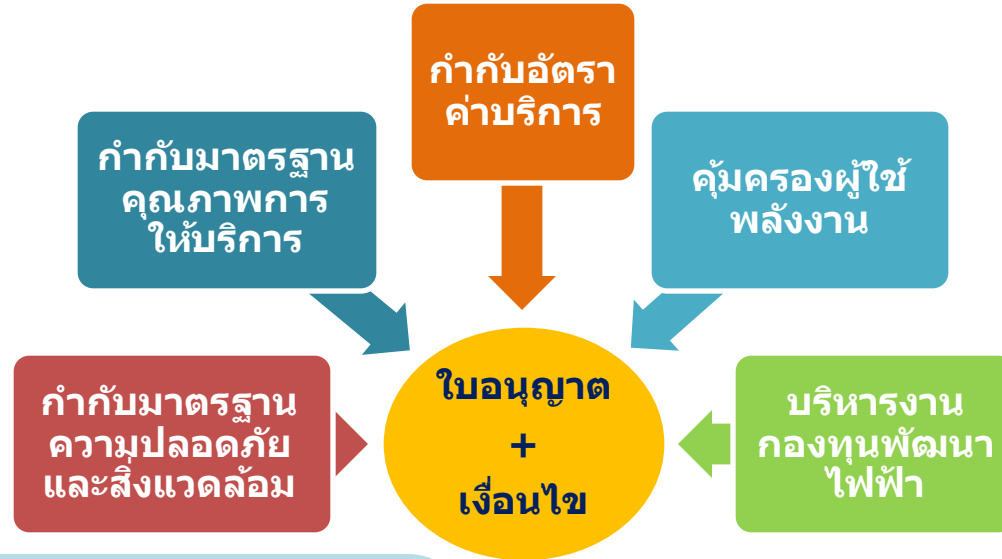 กำกับอัตรา
ค่าบริการ
กำกับมาตรฐาน
คุณภาพการ
ให้บริการ
คุ้มครองผู้ใช้
พลังงาน
กำกับมาตรฐาน
ความปลอดภัย
และสิ่งแวดล้อม
ใบอนุญาต
+
เงื่อนไข
บริหารงาน
กองทุนพัฒนา
ไฟฟ้า